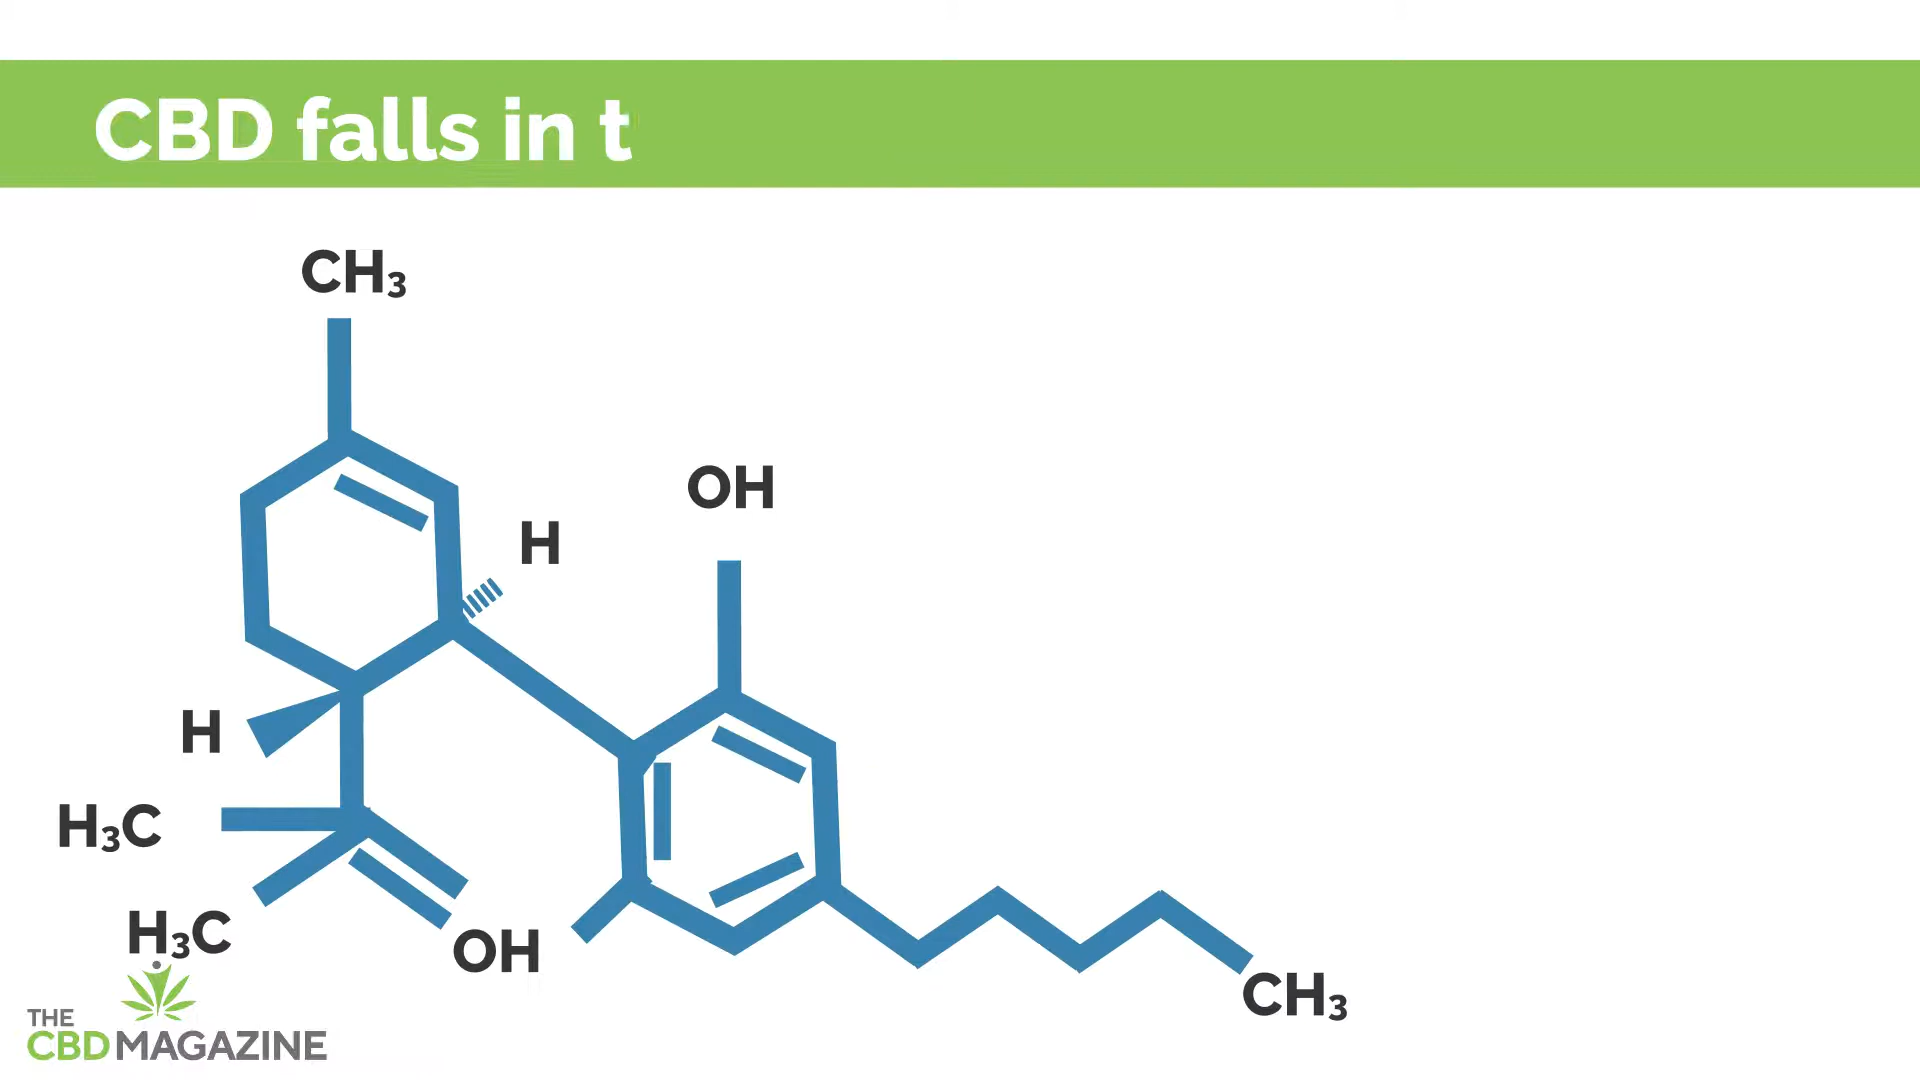 CBD falls in t
CH₃
OH
H
H
H₃C
H₃C
OH
CH₃
THE
CBD MAGAZINE